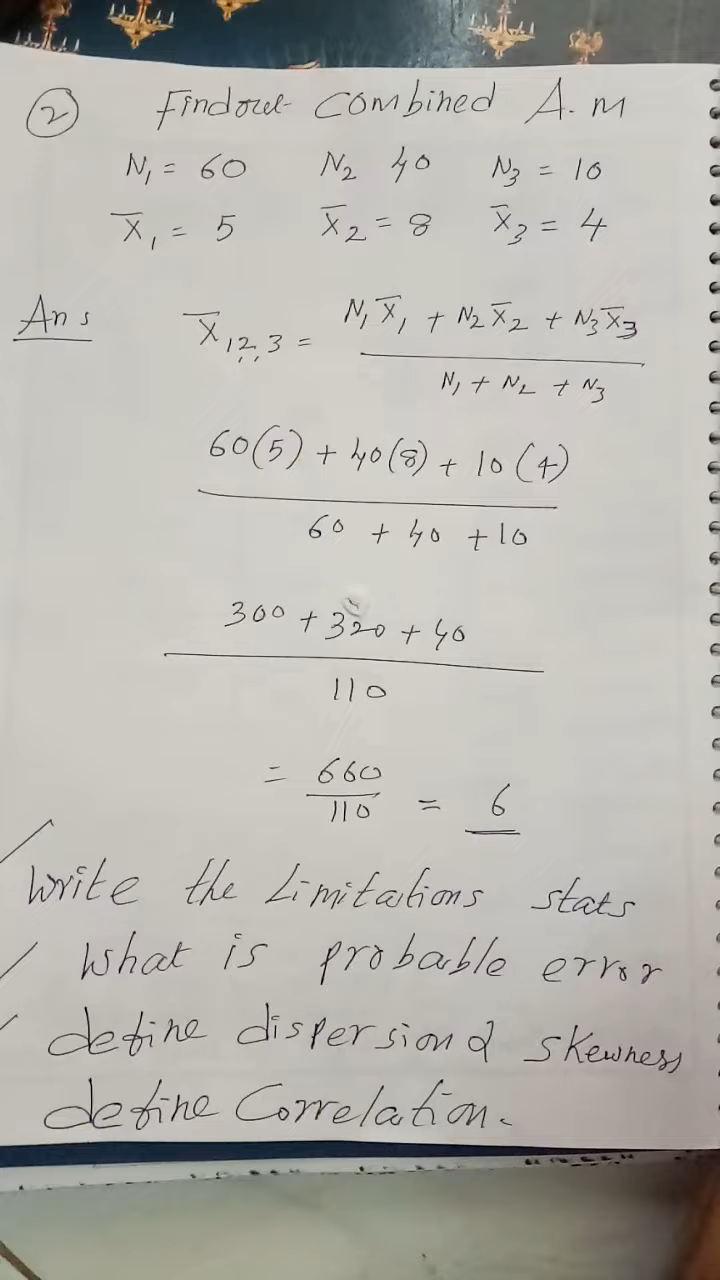 ② Findout combined A.M
N₁ = 60 N₂ 40 N₃ = 10
X̄₁ = 5 X̄₂ = 8 X̄₃ = 4
Ans X̄₁₂,,₃ = N₁X̄₁ + N₂X̄₂ + N₃X̄₃
N₁ + N₂ + N₃
60(5) + 40(8) + 10(4)
60 + 40 + 10
300 + 320 + 40
110
= 660/110 = 6
Write the Limitations stats
What is probable error
define dispersion & skewness
define Correlation.